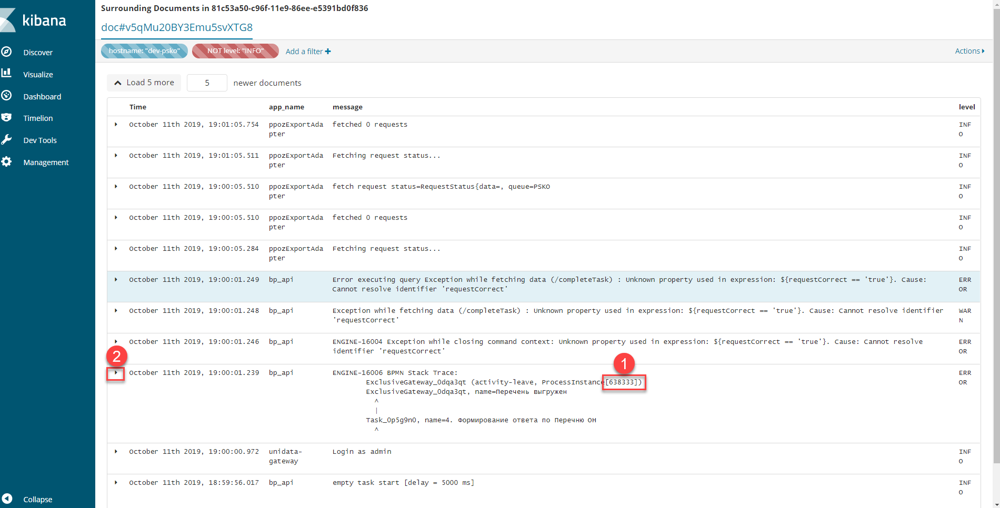 Surrounding Documents in 81c53a50-c96f-11e9-86ee-e5391bd0f836
kibana
doc#v5qMu20BY3Emu5svXTG8
hostname: "dev-psko"
NOT level: "INFO"
Add a filter +
Actions
Discover
Visualize
Dashboard
Timelion
Dev Tools
Management
Collapse
Load 5 more
5
newer documents
Time app_name message level
October 11th 2019, 19:01:05.754 ppozExportAda fetched 0 requests INF
pter O
October 11th 2019, 19:01:05.511 ppozExportAda Fetching request status... INF
pter O
October 11th 2019, 19:00:05.510 ppozExportAda fetch request status=RequestStatus{data=, queue=PSKO INF
pter O
October 11th 2019, 19:00:05.510 ppozExportAda fetched 0 requests INF
pter O
October 11th 2019, 19:00:05.284 ppozExportAda Fetching request status... INF
pter O
October 11th 2019, 19:00:01.249 bp_api Error executing query Exception while fetching data (/completeTask) : Unknown property used in expression: ${requestCorrect == 'true'}. Cause: ERR
Cannot resolve identifier 'requestCorrect' OR
October 11th 2019, 19:00:01.248 bp_api Exception while fetching data (/completeTask) : Unknown property used in expression: ${requestCorrect == 'true'}. Cause: Cannot resolve identifier WAR
'requestCorrect' N
October 11th 2019, 19:00:01.246 bp_api ENGINE-16004 Exception while closing command context: Unknown property used in expression: ${requestCorrect == 'true'}. Cause: Cannot resolve ERR
identifier 'requestCorrect' OR
2
1
October 11th 2019, 19:00:01.239 bp_api ENGINE-16006 BPMN Stack Trace: ERR
ExclusiveGateway_0dqa3qt (activity-leave, ProcessInstance[638333]) OR
ExclusiveGateway_0dqa3qt, name=Перечень выгружен
^
|
Task_0p5g9n0, name=4. Формирование ответа по Перечню ОН
^
October 11th 2019, 19:00:00.972 unidata- Login as admin INF
gateway O
October 11th 2019, 18:59:56.017 bp_api empty task start [delay = 5000 ms] INF
O